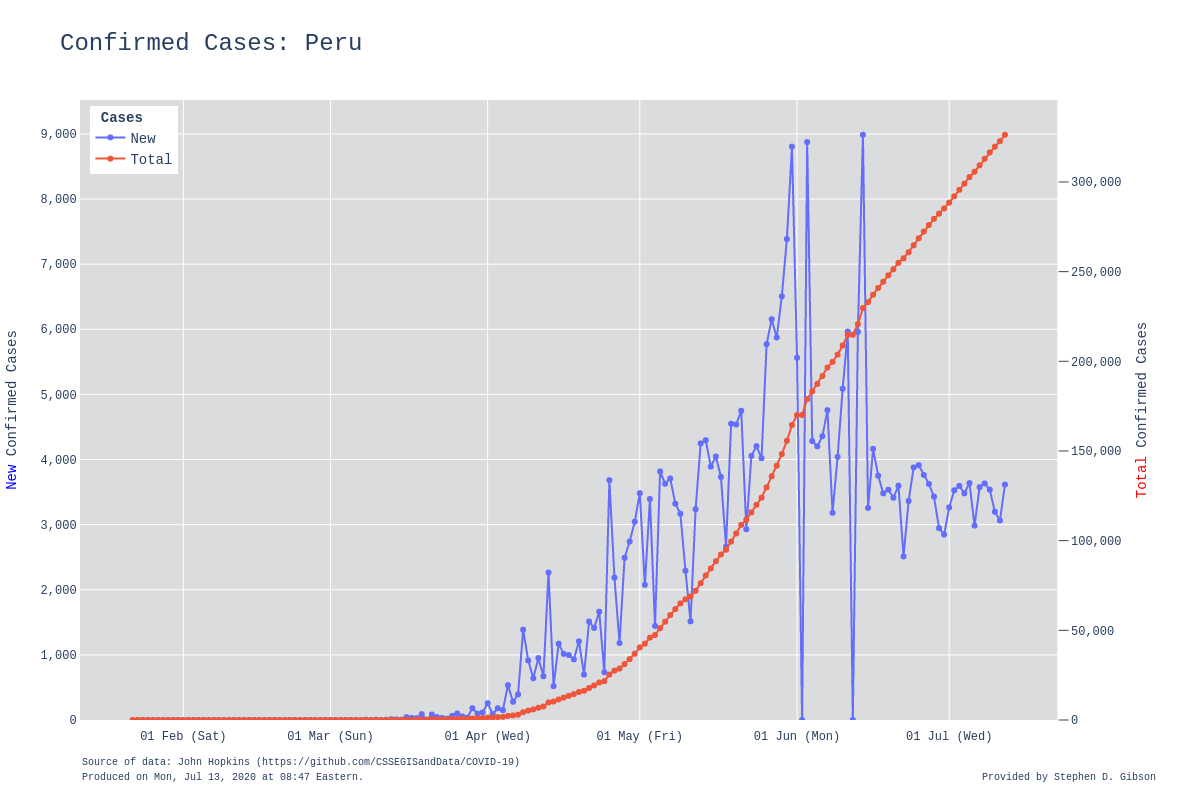 Confirmed Cases: Peru
Cases
New
Total
9,000
8,000
7,000
6,000
5,000
4,000
3,000
2,000
1,000
0
New Confirmed Cases
300,000
250,000
200,000
150,000
100,000
50,000
0
Total Confirmed Cases
01 Feb (Sat)
01 Mar (Sun)
01 Apr (Wed)
01 May (Fri)
01 Jun (Mon)
01 Jul (Wed)
Source of data: John Hopkins (https://github.com/CSSEGISandData/COVID-19)
Produced on Mon, Jul 13, 2020 at 08:47 Eastern.
Provided by Stephen D. Gibson